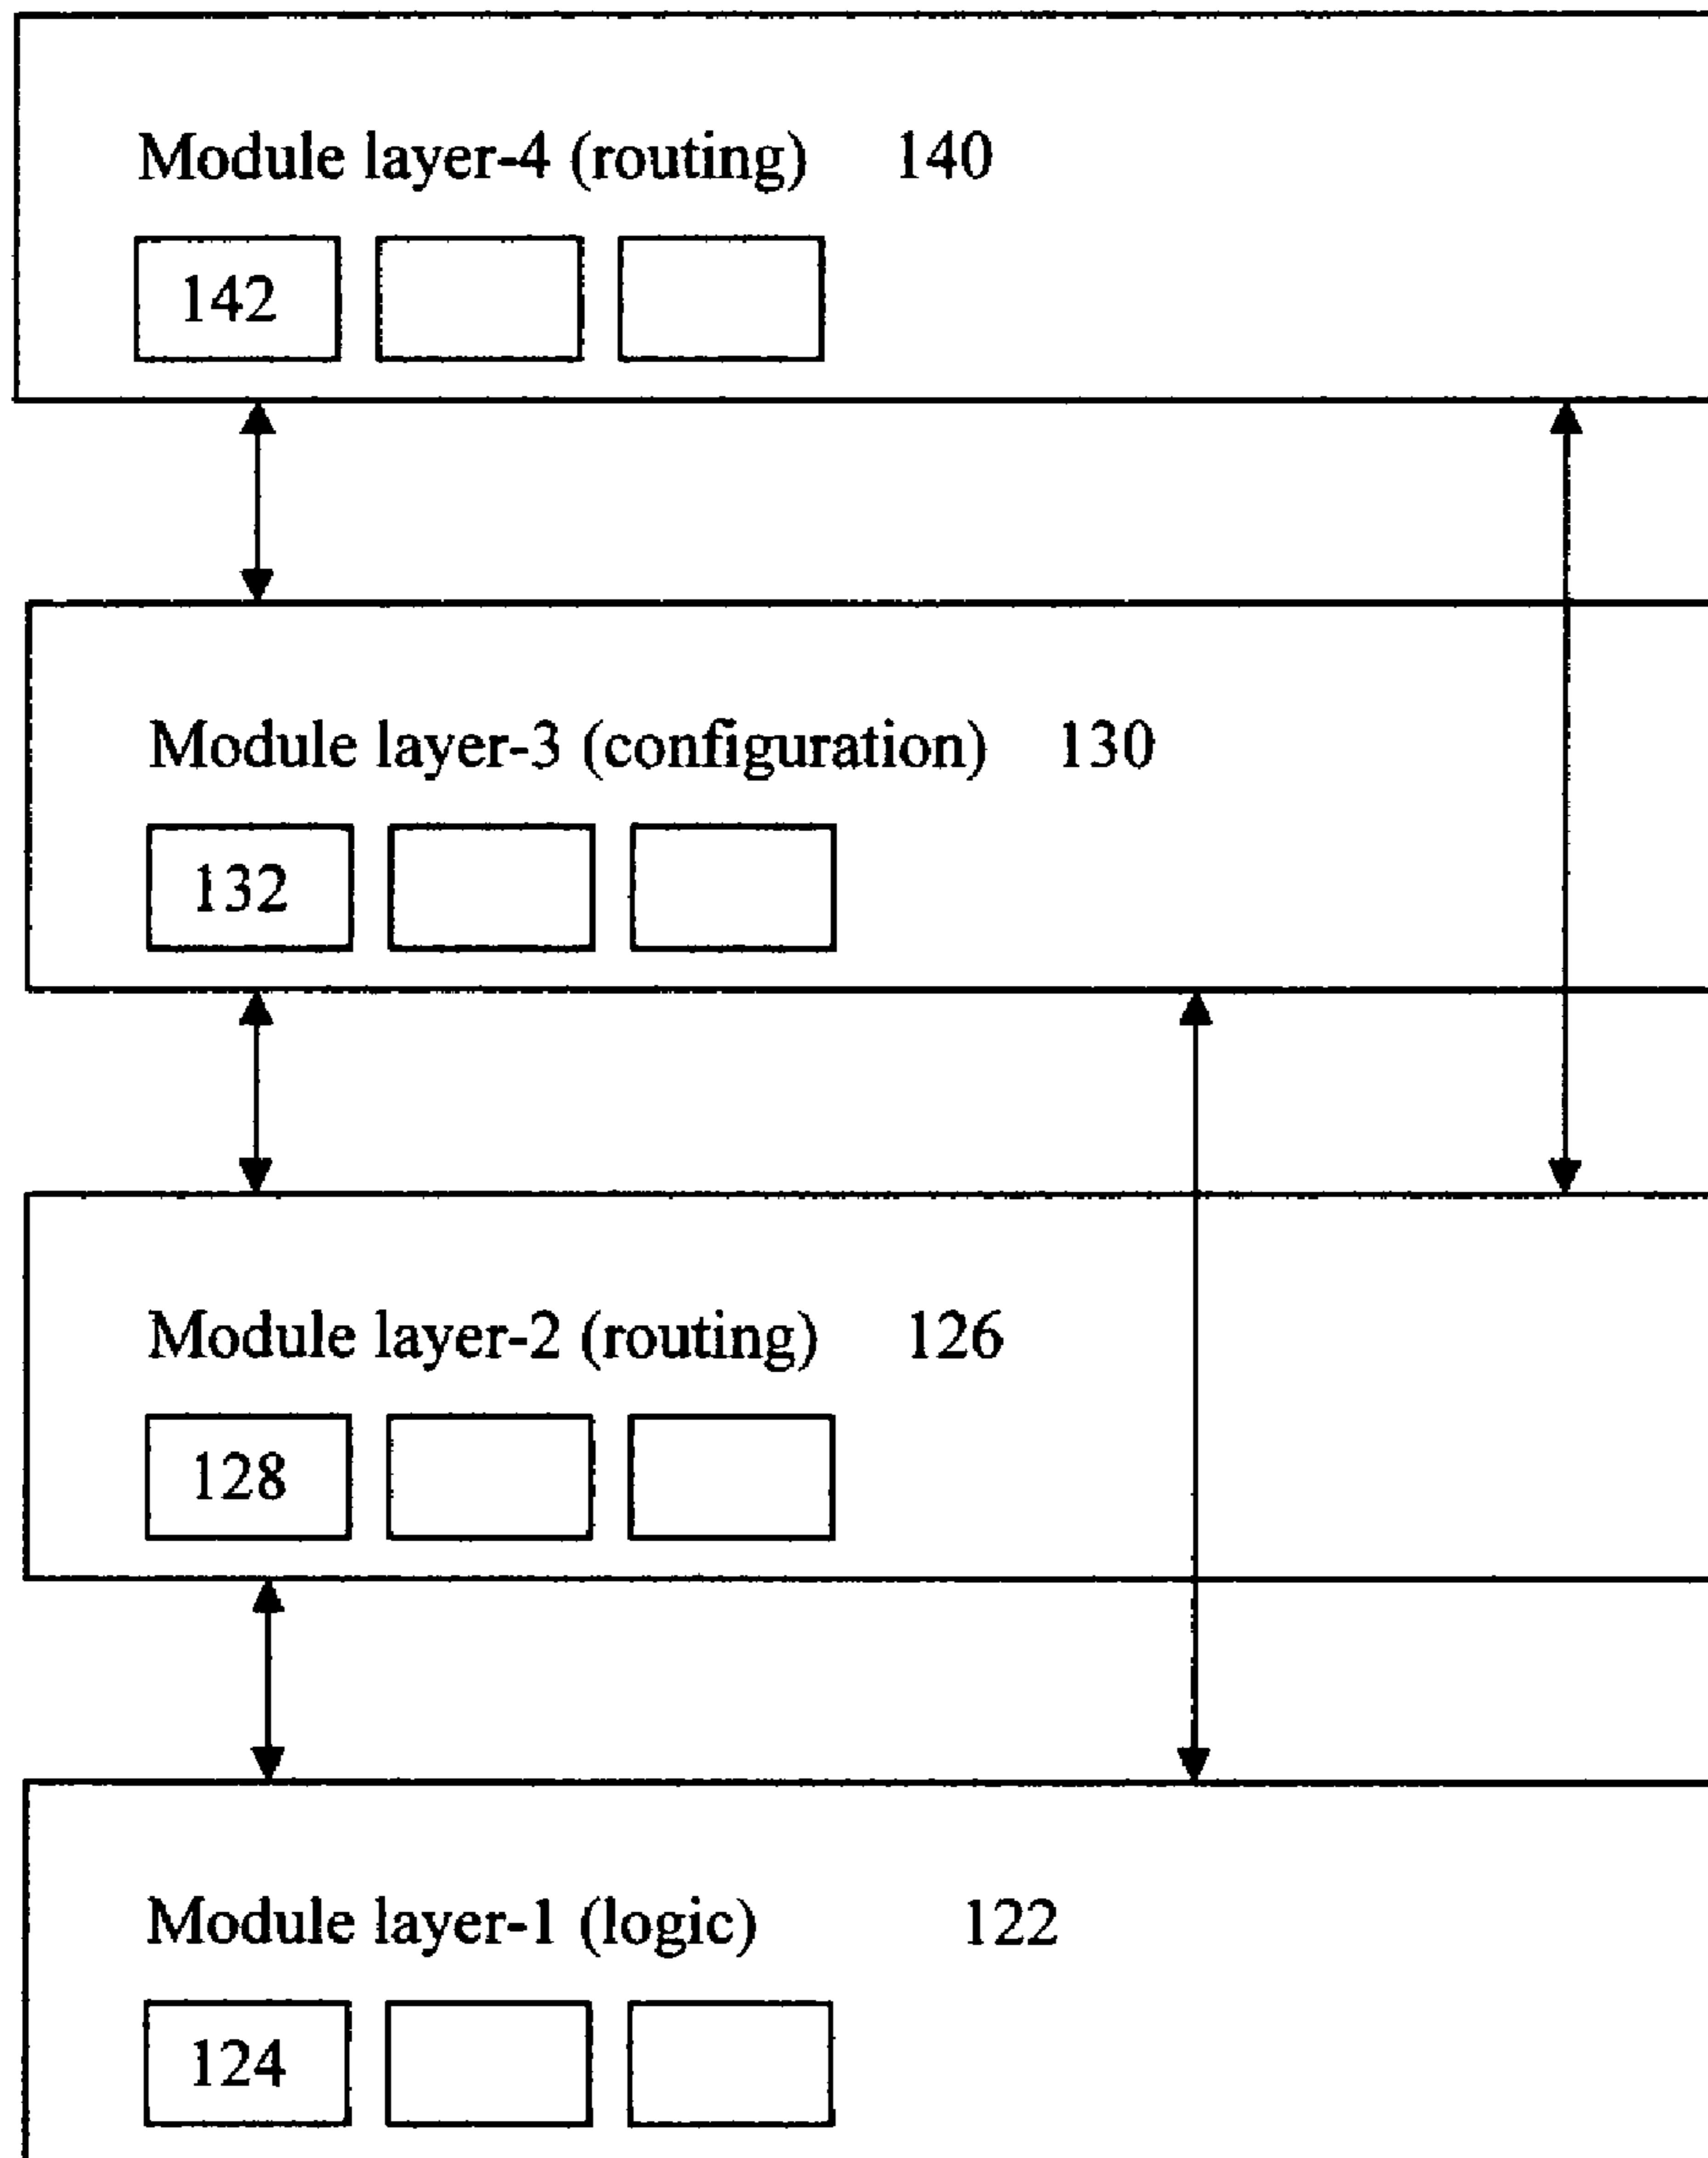 Module layer-4 (routing) 140
142
Module layer-3 (configuration) 130
132
Module layer-2 (routing) 126
128
Module layer-1 (logic) 122
124